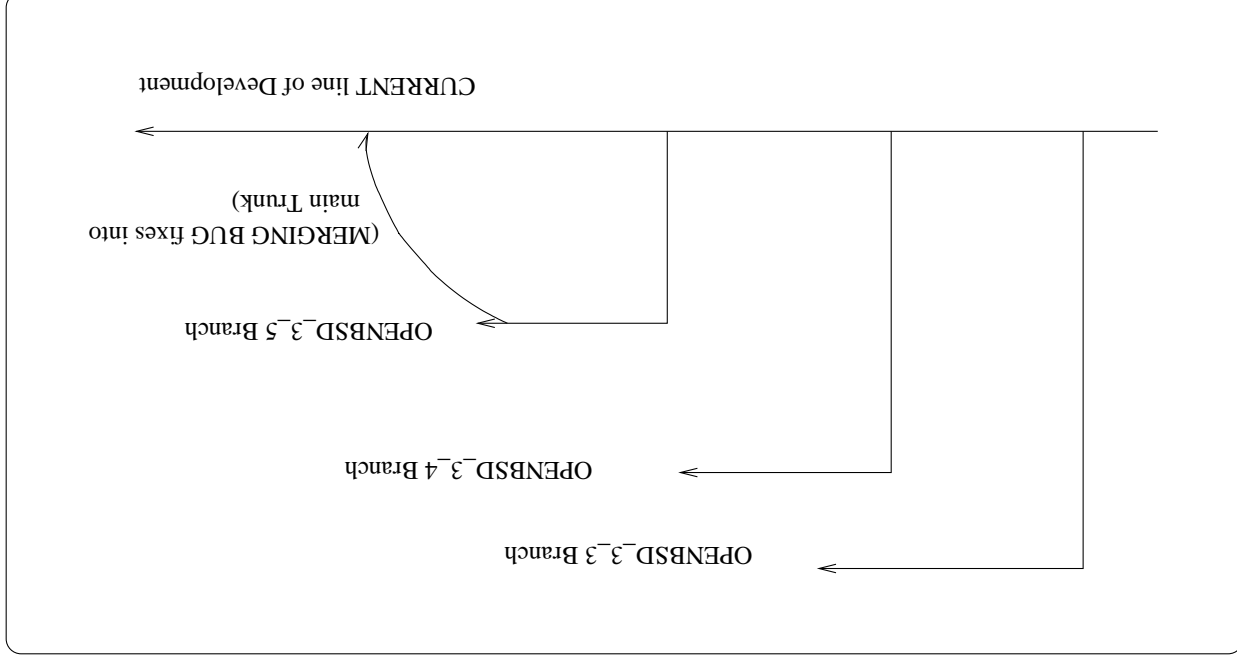 OPENBSD_3_3 Branch
OPENBSD_3_4 Branch
OPENBSD_3_5 Branch
(MERGING BUG fixes into
main Trunk)
CURRENT line of Development